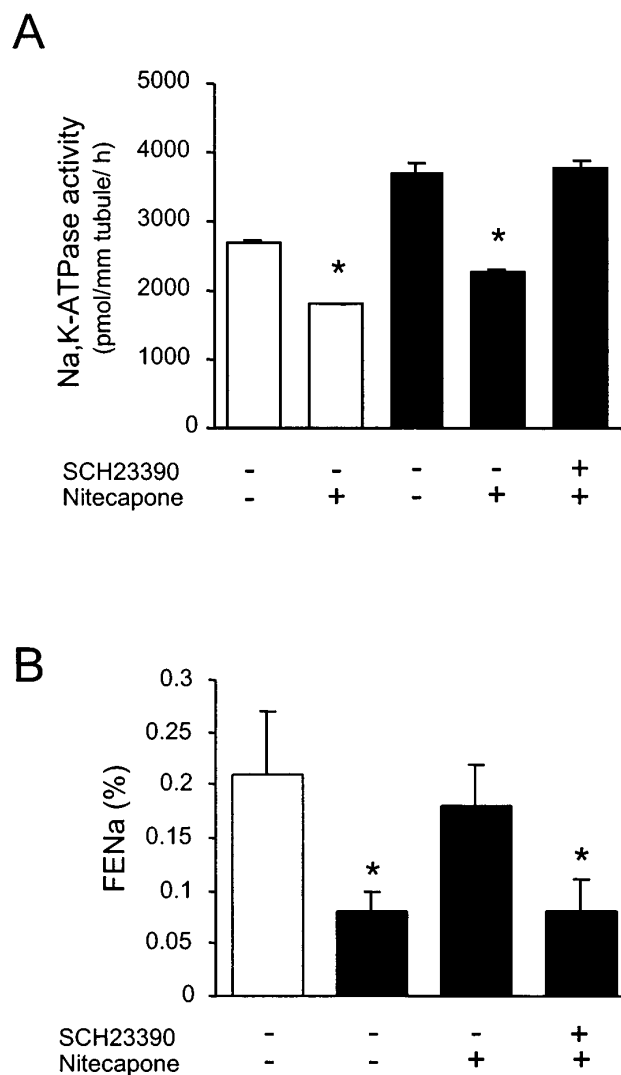 A
Na,K-ATPase activity
(pmol/mm tubule/ h)
5000
4000
3000
2000
1000
0
*
*
SCH23390 - - - - +
Nitecapone - + - + +
B
FENa (%)
0.3
0.25
0.2
0.15
0.1
0.05
0
*
*
SCH23390 - - - +
Nitecapone - - + +